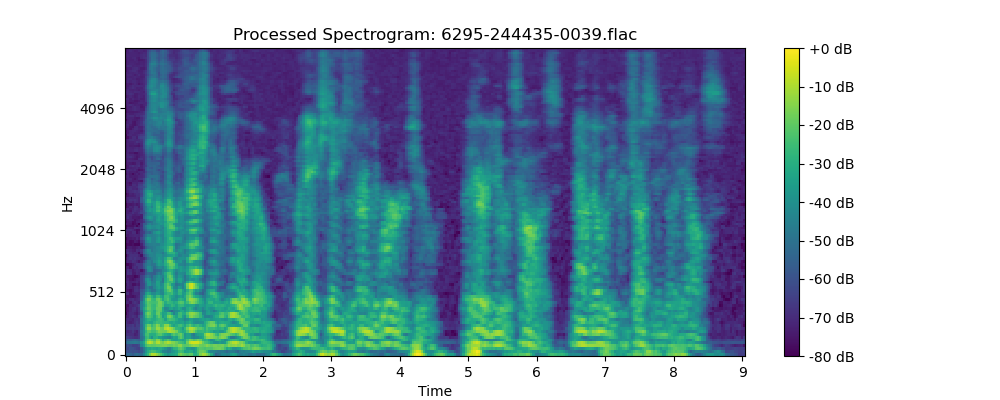 Processed Spectrogram: 6295-244435-0039.flac
+0 dB
4096
-10 dB
-20 dB
2048
-30 dB
Hz
-40 dB
1024
-50 dB
512
-60 dB
-70 dB
0
-80 dB
0 1 2 3 4 5 6 7 8 9
Time